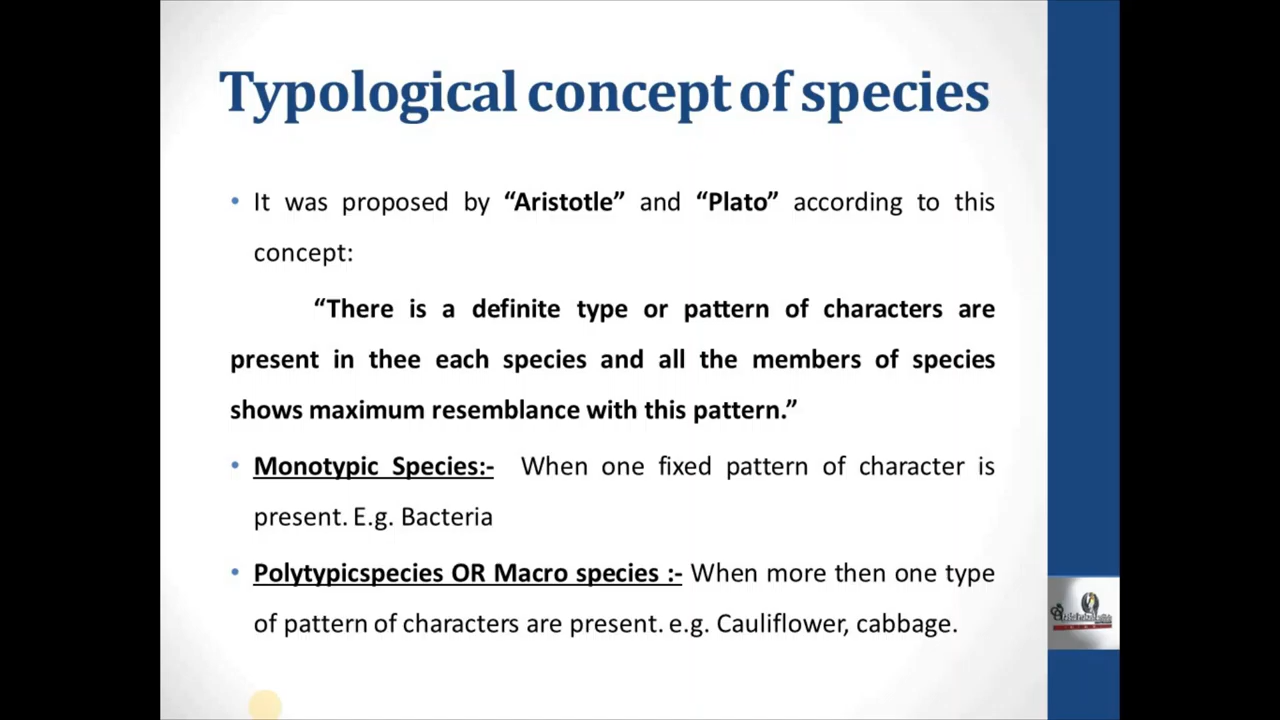 Typological concept of species
• It was proposed by “Aristotle” and “Plato” according to this
concept:
“There is a definite type or pattern of characters are
present in thee each species and all the members of species
shows maximum resemblance with this pattern.”
• Monotypic Species:- When one fixed pattern of character is
present. E.g. Bacteria
• Polytypicspecies OR Macro species :- When more then one type
of pattern of characters are present. e.g. Cauliflower, cabbage.